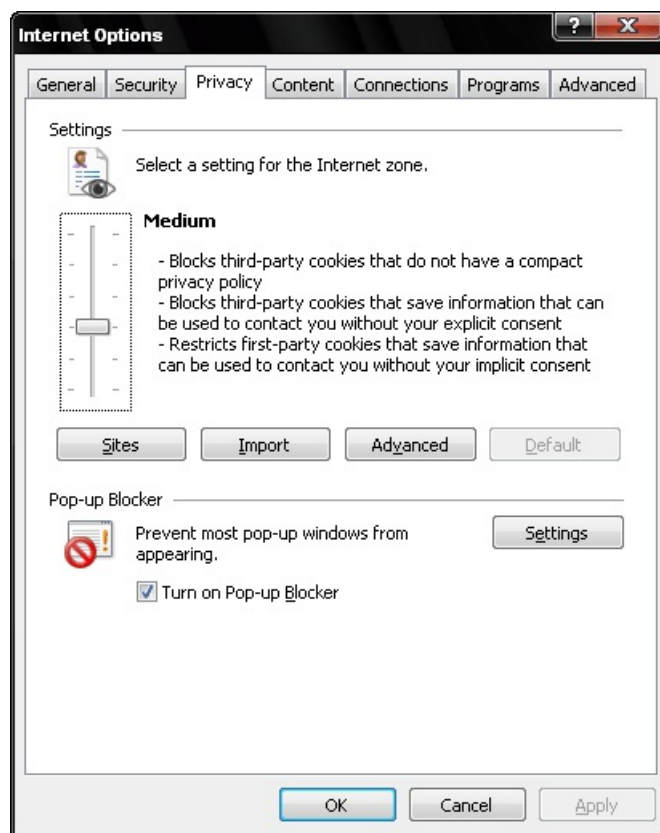 Internet Options
?
X
General Security Privacy Content Connections Programs Advanced
Settings
Select a setting for the Internet zone.
Medium
- Blocks third-party cookies that do not have a compact
privacy policy
- Blocks third-party cookies that save information that can
be used to contact you without your explicit consent
- Restricts first-party cookies that save information that
can be used to contact you without your implicit consent
Sites Import Advanced Default
Pop-up Blocker
Prevent most pop-up windows from
appearing.
Settings
Turn on Pop-up Blocker
OK Cancel Apply